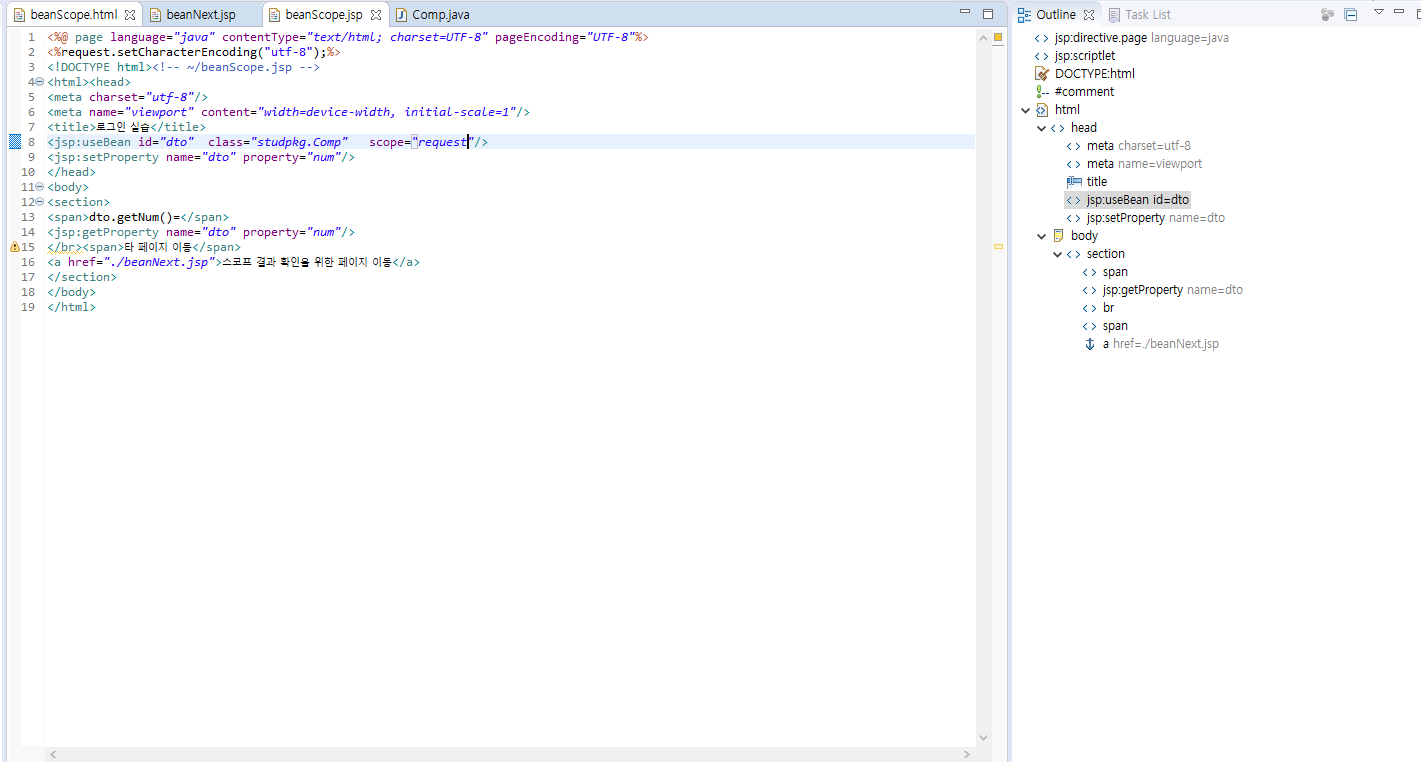 beanScope.html
beanNext.jsp
beanScope.jsp
Comp.java
1 <%@ page language="java" contentType="text/html; charset=UTF-8" pageEncoding="UTF-8"%>
2 <%request.setCharacterEncoding("utf-8");%>
3 <!DOCTYPE html><!-- ~/beanScope.jsp -->
4 <html><head>
5 <meta charset="utf-8"/>
6 <meta name="viewport" content="width=device-width, initial-scale=1"/>
7 <title>로그인 실습</title>
8 <jsp:useBean id="dto"  class="studpkg.Comp"   scope="request"/>
9 <jsp:setProperty name="dto" property="num"/>
10 </head>
11 <body>
12 <section>
13 <span>dto.getNum()=</span>
14 <jsp:getProperty name="dto" property="num"/>
15 </br><span>타 페이지 이동</span>
16 <a href="./beanNext.jsp">스코프 결과 확인을 위한 페이지 이동</a>
17 </section>
18 </body>
19 </html>
Outline
Task List
jsp:directive.page language=java
jsp:scriptlet
DOCTYPE:html
#comment
html
head
meta charset=utf-8
meta name=viewport
title
jsp:useBean id=dto
jsp:setProperty name=dto
body
section
span
jsp:getProperty name=dto
br
span
a href=./beanNext.jsp